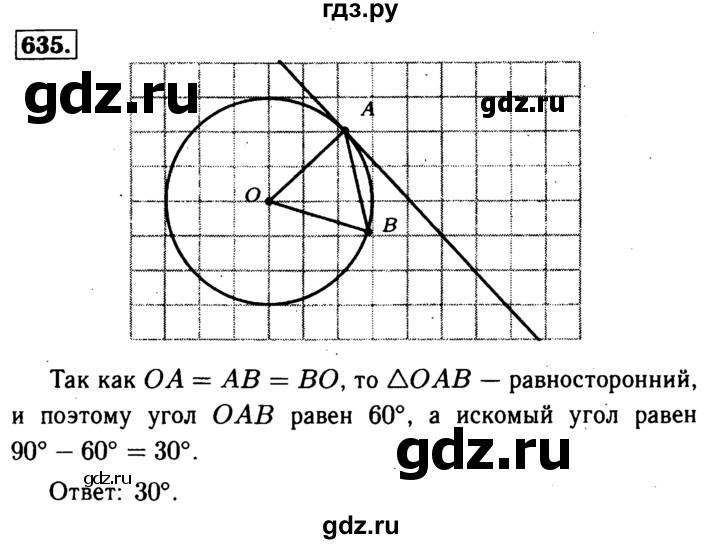 гдз.ру
635.
gdz.ru
gdz.ru
A
O
B
Так как OA = AB = BO, то △OAB — равносторонний,
и поэтому угол OAB равен 60°, а искомый угол равен
90° − 60° = 30°.
gdz.ru
gdz.ru
Ответ: 30°.
gdz.ru